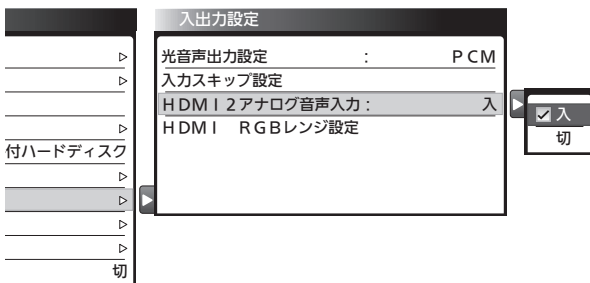 入出力設定
光音声出力設定 : PCM
入力スキップ設定
HDMI2アナログ音声入力: 入
HDMI RGBレンジ設定
入
切
付ハードディスク
切